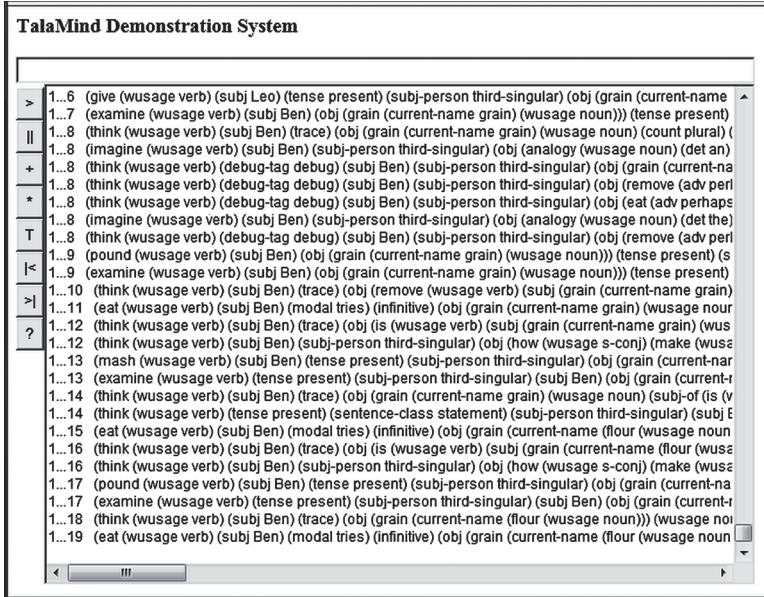 TalaMind Demonstration System
>
||
+
*
T
|<
>|
?
1...6 (give (wusage verb) (subj Leo) (tense present) (subj-person third-singular) (obj (grain (current-name
1...7 (examine (wusage verb) (subj Ben) (obj (grain (current-name grain) (wusage noun))) (tense present)
1...8 (think (wusage verb) (subj Ben) (trace) (obj (grain (current-name grain) (wusage noun) (count plural) (
1...8 (imagine (wusage verb) (subj Ben) (subj-person third-singular) (obj (analogy (wusage noun) (det an)
1...8 (think (wusage verb) (debug-tag debug) (subj Ben) (subj-person third-singular) (obj (grain (current-na
1...8 (think (wusage verb) (debug-tag debug) (subj Ben) (subj-person third-singular) (obj (remove (adv perl
1...8 (think (wusage verb) (debug-tag debug) (subj Ben) (subj-person third-singular) (obj (eat (adv perhaps
1...8 (imagine (wusage verb) (subj Ben) (subj-person third-singular) (obj (analogy (wusage noun) (det the)
1...8 (think (wusage verb) (debug-tag debug) (subj Ben) (subj-person third-singular) (obj (remove (adv perl
1...9 (pound (wusage verb) (subj Ben) (obj (grain (current-name grain) (wusage noun))) (tense present) (s
1...9 (examine (wusage verb) (subj Ben) (obj (grain (current-name grain) (wusage noun))) (tense present)
1...10 (think (wusage verb) (subj Ben) (trace) (obj (remove (wusage verb) (subj (grain (current-name grain)
1...11 (eat (wusage verb) (subj Ben) (modal tries) (infinitive) (obj (grain (current-name grain) (wusage nour
1...12 (think (wusage verb) (subj Ben) (trace) (obj (is (wusage verb) (subj (grain (current-name grain) (wus
1...12 (think (wusage verb) (subj Ben) (subj-person third-singular) (obj (how (wusage s-conj) (make (wusa
1...13 (mash (wusage verb) (subj Ben) (tense present) (subj-person third-singular) (obj (grain (current-nar
1...13 (examine (wusage verb) (tense present) (subj-person third-singular) (subj Ben) (obj (grain (current-r
1...14 (think (wusage verb) (subj Ben) (trace) (obj (grain (current-name grain) (wusage noun) (subj-of (is (v
1...14 (think (wusage verb) (tense present) (sentence-class statement) (subj-person third-singular) (subj E
1...15 (eat (wusage verb) (subj Ben) (modal tries) (infinitive) (obj (grain (current-name (flour (wusage noun
1...16 (think (wusage verb) (subj Ben) (trace) (obj (is (wusage verb) (subj (grain (current-name (flour (wusa
1...16 (think (wusage verb) (subj Ben) (subj-person third-singular) (obj (how (wusage s-conj) (make (wusa
1...17 (pound (wusage verb) (subj Ben) (tense present) (subj-person third-singular) (obj (grain (current-na
1...17 (examine (wusage verb) (tense present) (subj-person third-singular) (subj Ben) (obj (grain (current-r
1...18 (think (wusage verb) (subj Ben) (trace) (obj (grain (current-name (flour (wusage noun))) (wusage nou
1...19 (eat (wusage verb) (subj Ben) (modal tries) (infinitive) (obj (grain (current-name (flour (wusage noun